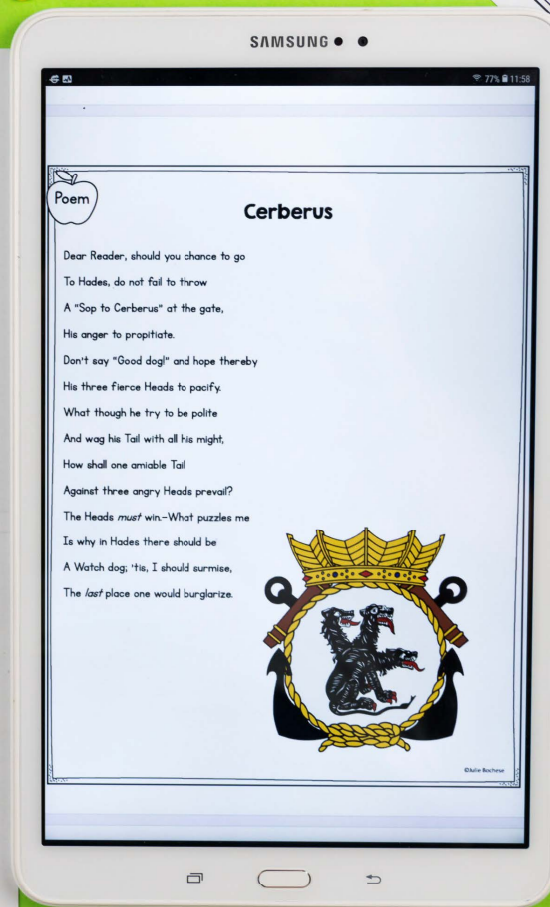 SAMSUNG
77% 11:58
Poem
Cerberus
Dear Reader, should you chance to go
To Hades, do not fail to throw
A "Sop to Cerberus" at the gate,
His anger to propitiate.
Don't say "Good dog!" and hope thereby
His three fierce Heads to pacify.
What though he try to be polite
And wag his Tail with all his might,
How shall one amiable Tail
Against three angry Heads prevail?
The Heads must win.-What puzzles me
Is why in Hades there should be
A Watch dog; 'tis, I should surmise,
The last place one would burglarize.
©Julie Bochese